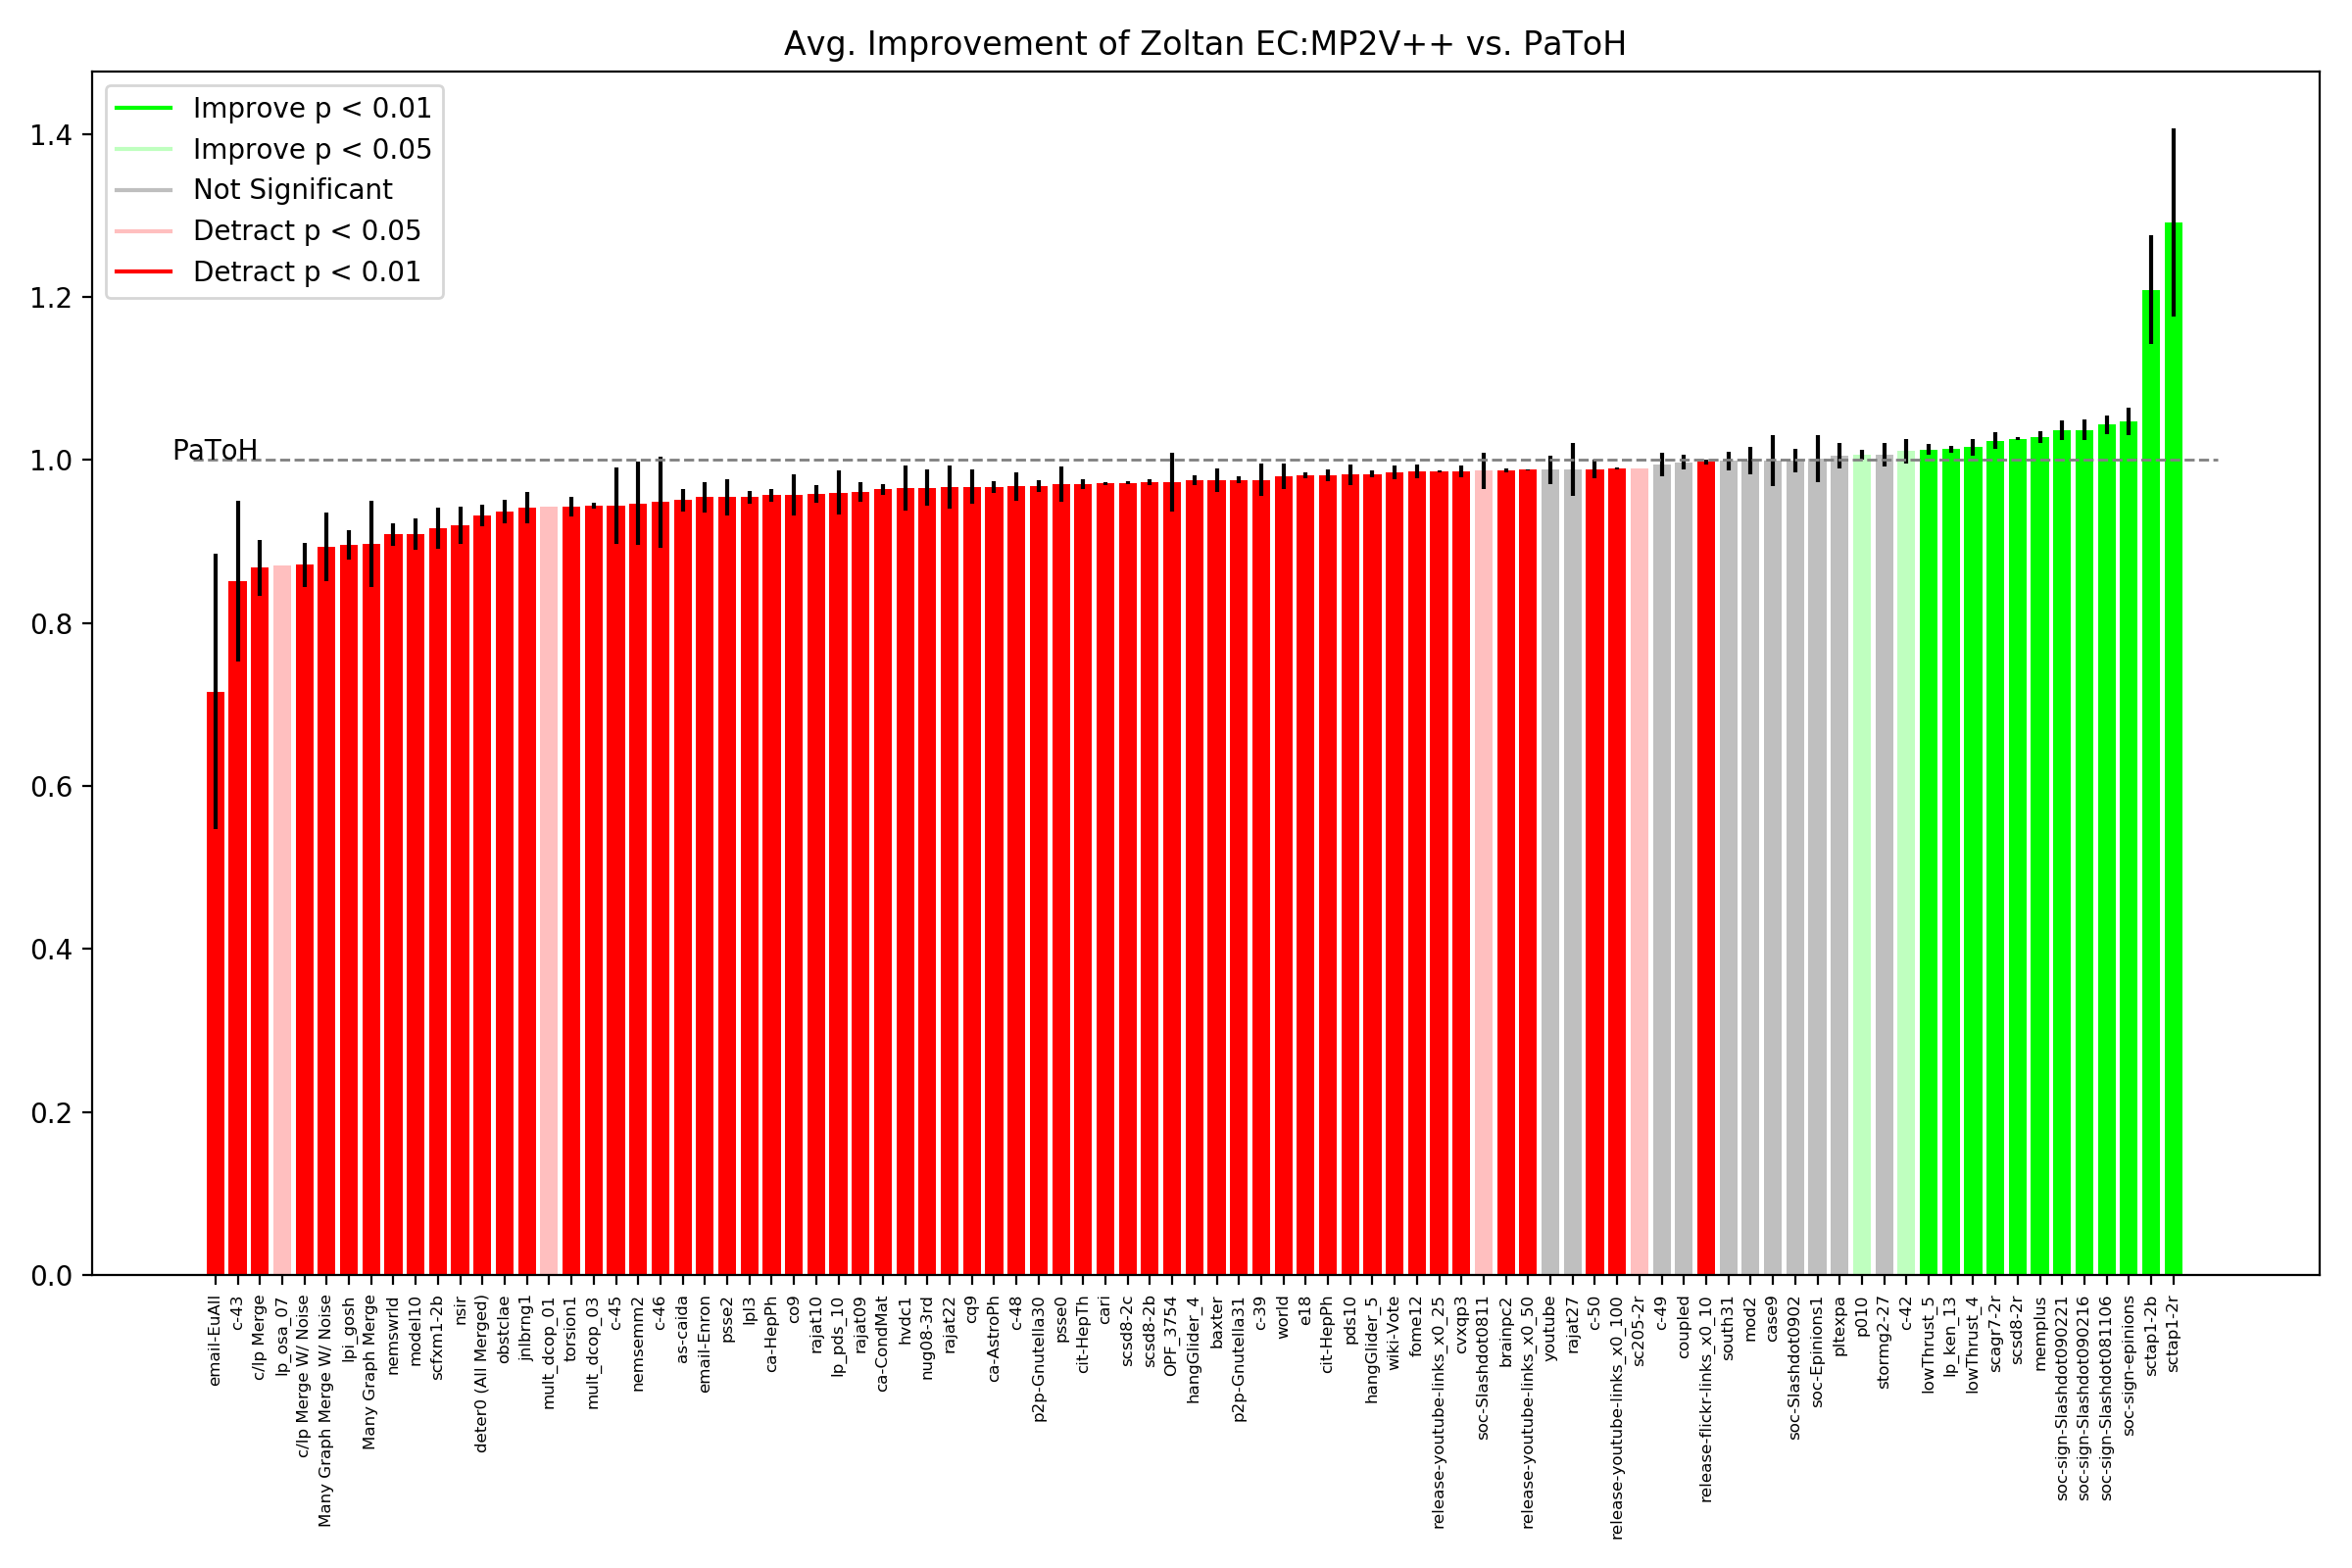 Avg. Improvement of Zoltan EC:MP2V++ vs. PaToH
Improve p < 0.01
Improve p < 0.05
Not Significant
Detract p < 0.05
Detract p < 0.01
1.4
1.2
1.0
0.8
0.6
0.4
0.2
0.0
PaToH
email-EuAll
c-43
c/lp Merge
lp_osa_07
c/lp Merge W/ Noise
Many Graph Merge W/ Noise
lpi_gosh
Many Graph Merge
nemswrld
model10
scfxm1-2b
nsir
deter0 (All Merged)
obstclae
jnlbrng1
mult_dcop_01
torsion1
mult_dcop_03
c-45
nemsemm2
c-46
as-caida
email-Enron
psse2
lpl3
ca-HepPh
co9
rajat10
lp_pds_10
rajat09
ca-CondMat
hvdc1
nug08-3rd
rajat22
cq9
ca-AstroPh
c-48
p2p-Gnutella30
psse0
cit-HepTh
cari
scsd8-2c
scsd8-2b
OPF_3754
hangGlider_4
baxter
p2p-Gnutella31
c-39
world
e18
cit-HepPh
pds10
hangGlider_5
wiki-Vote
fome12
release-youtube-links_x0_25
cvxqp3
soc-Slashdot0811
brainpc2
release-youtube-links_x0_50
youtube
rajat27
c-50
release-youtube-links_x0_100
sc205-2r
c-49
coupled
release-flickr-links_x0_10
south31
mod2
case9
soc-Slashdot0902
soc-Epinions1
pltexpa
p010
stormg2-27
c-42
lowThrust_5
lp_ken_13
lowThrust_4
scagr7-2r
scsd8-2r
memplus
soc-sign-Slashdot090221
soc-sign-Slashdot090216
soc-sign-Slashdot081106
soc-sign-epinions
sctap1-2b
sctap1-2r